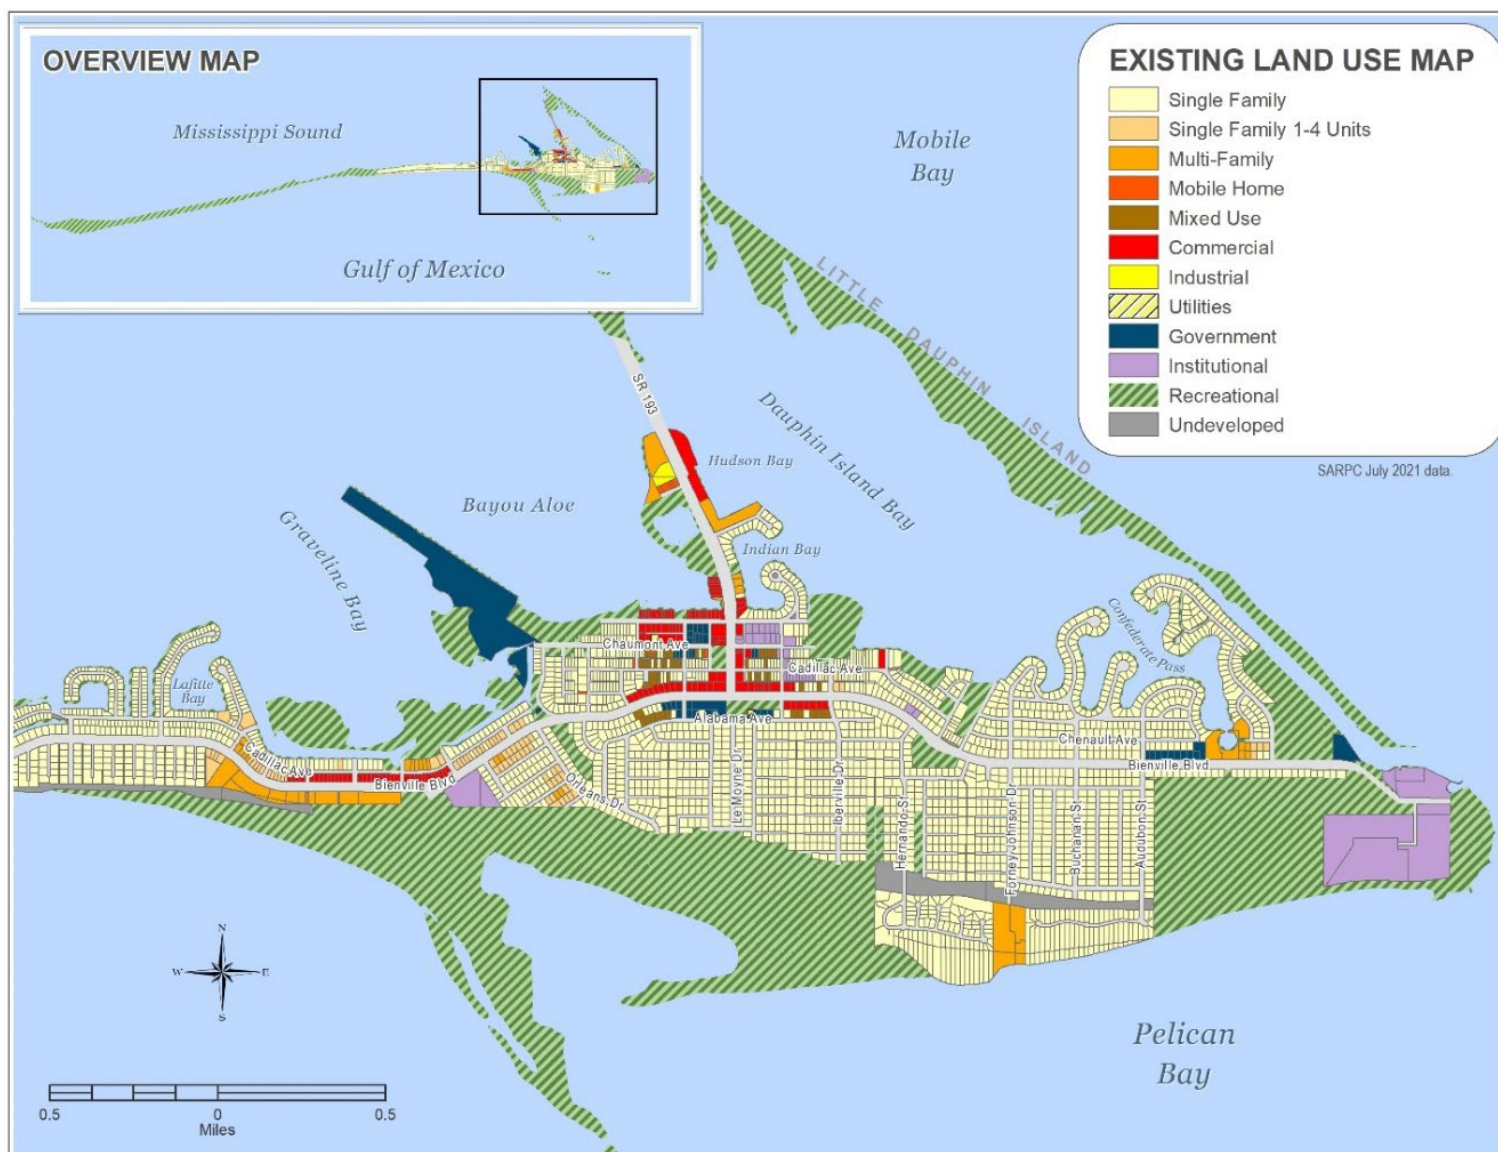 OVERVIEW MAP
Mississippi Sound
Gulf of Mexico
EXISTING LAND USE MAP
Single Family
Single Family 1-4 Units
Multi-Family
Mobile Home
Mixed Use
Commercial
Industrial
Utilities
Government
Institutional
Recreational
Undeveloped
SARPC July 2021 data.
Mobile
Bay
LITTLE DAUPHIN ISLAND
SR 193
Hudson Bay
Dauphin Island Bay
Bayou Aloe
Graveline Bay
Indian Bay
Confederate Pass
Chaumont Ave
Cadillac Ave
Lafitte
Bay
Alabama Ave
Chenault Ave
Cadillac Ave
Bienville Blvd
Bienville Blvd
Orleans Dr
Le Moyne Dr
Iberville Dr
Hernando St
Forney Johnson Dr
Buchanan St
Audubon St
N
W E
S
Pelican
Bay
0.5 0 0.5
Miles